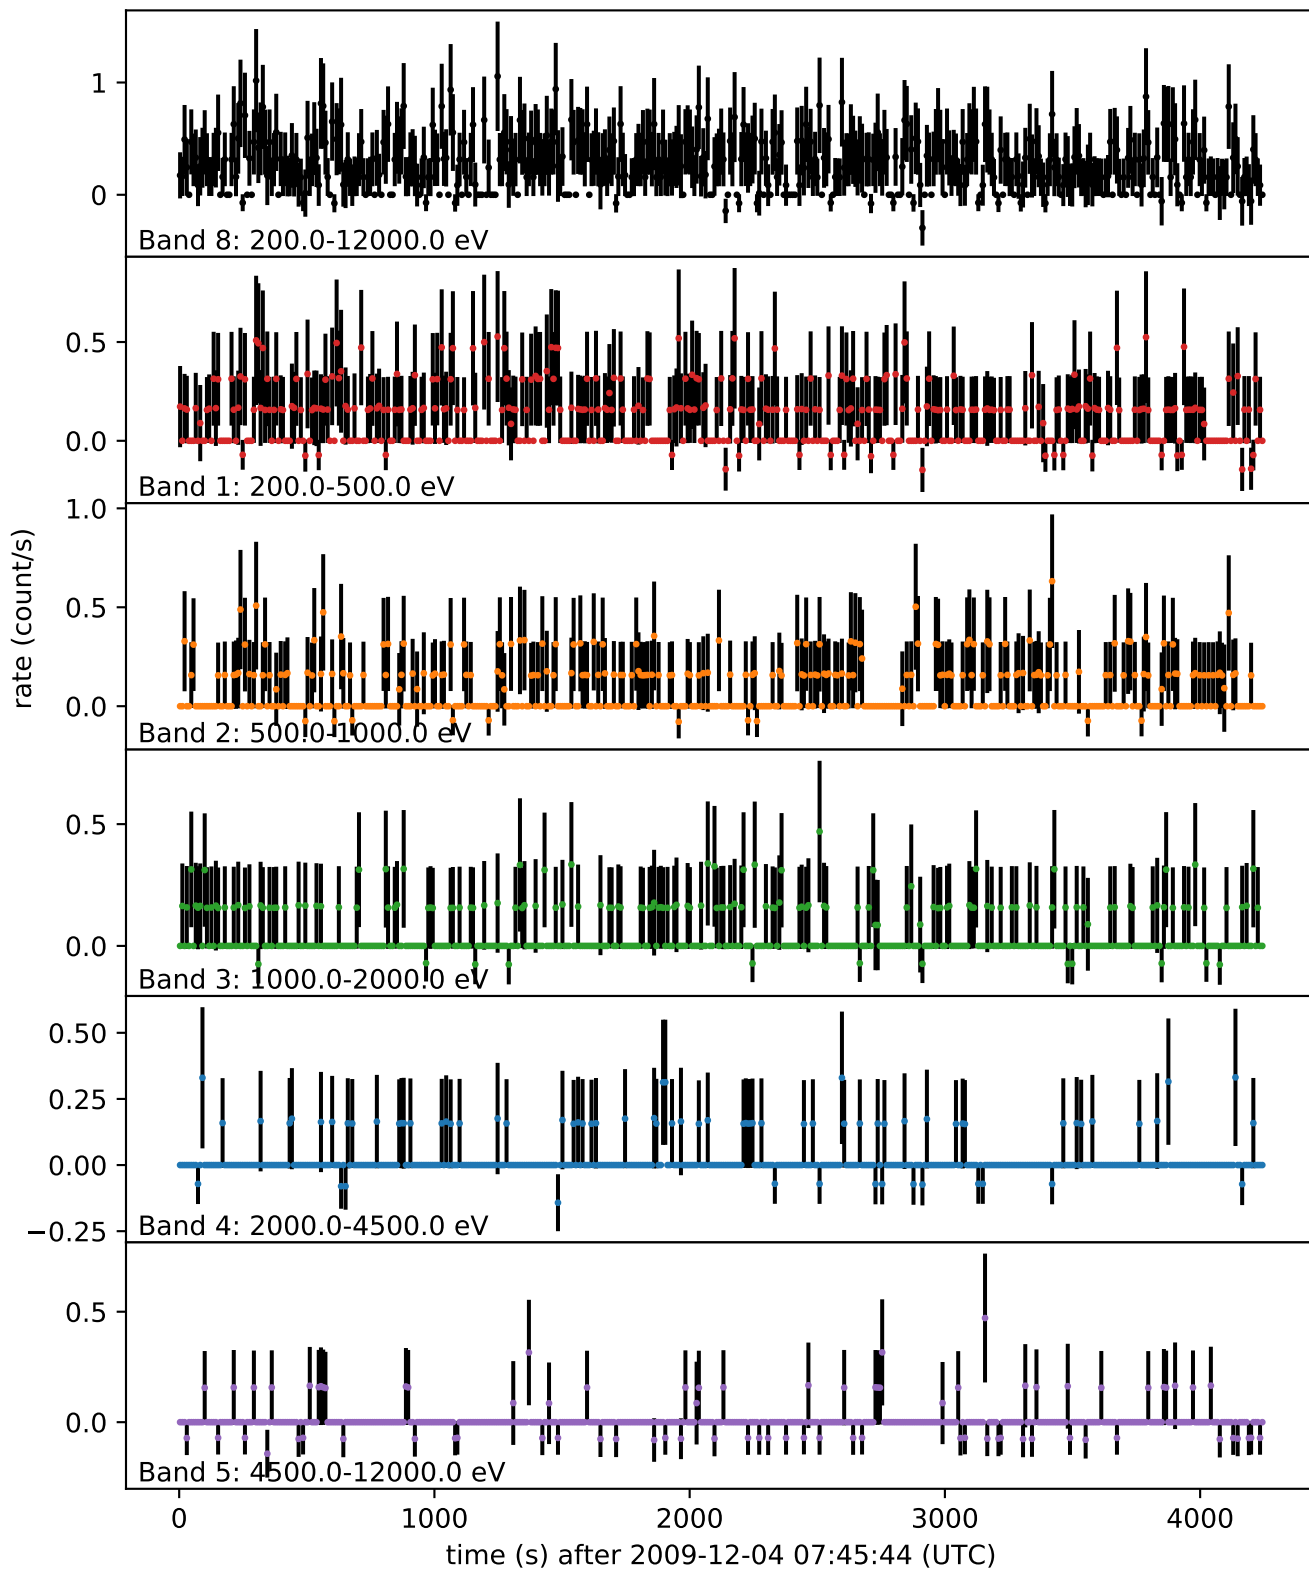 1
0
Band 8: 200.0-12000.0 eV
0.5
0.0
Band 1: 200.0-500.0 eV
1.0
0.5
0.0
Band 2: 500.0-1000.0 eV
rate (count/s)
0.5
0.0
Band 3: 1000.0-2000.0 eV
0.50
0.25
0.00
−0.25
Band 4: 2000.0-4500.0 eV
0.5
0.0
Band 5: 4500.0-12000.0 eV
0 1000 2000 3000 4000
time (s) after 2009-12-04 07:45:44 (UTC)